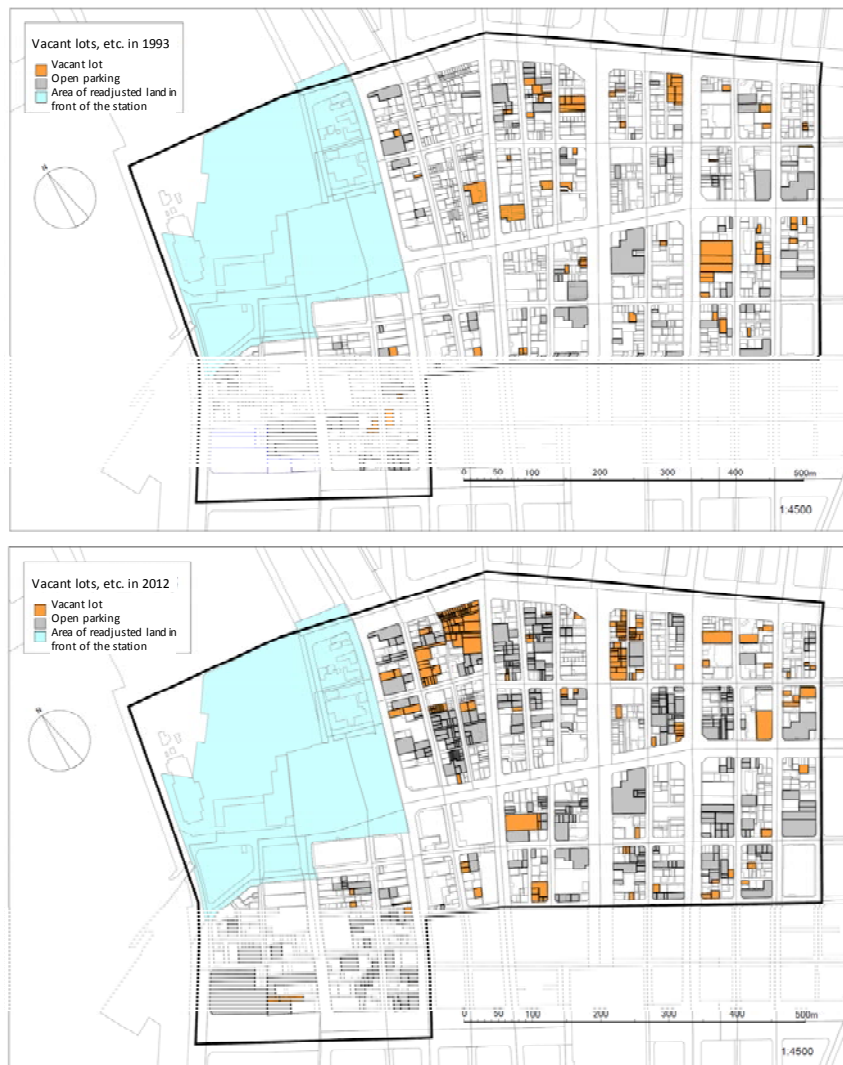 Vacant lots, etc. in 1993
Vacant lot
Open parking
Area of readjusted land in
front of the station
N
0 50 100 200 300 400 500m
1:4500
Vacant lots, etc. in 2012
Vacant lot
Open parking
Area of readjusted land in
front of the station
N
0 50 100 200 300 400 500m
1:4500